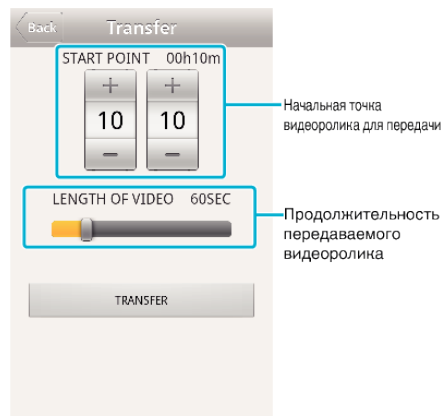 Back Transfer
START POINT 00h10m
+ +
10 10
− −
Начальная точка
видеоролика для передачи
LENGTH OF VIDEO 60SEC
Продолжительность
передаваемого
видеоролика
TRANSFER